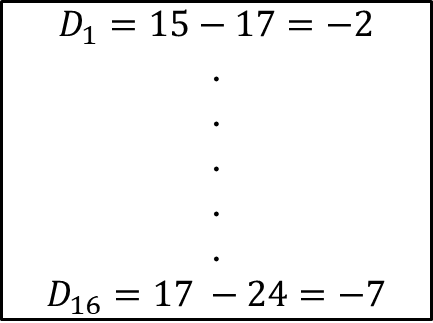 D₁ = 15 − 17 = −2
.
.
.
.
.
D₁₆ = 17 − 24 = −7